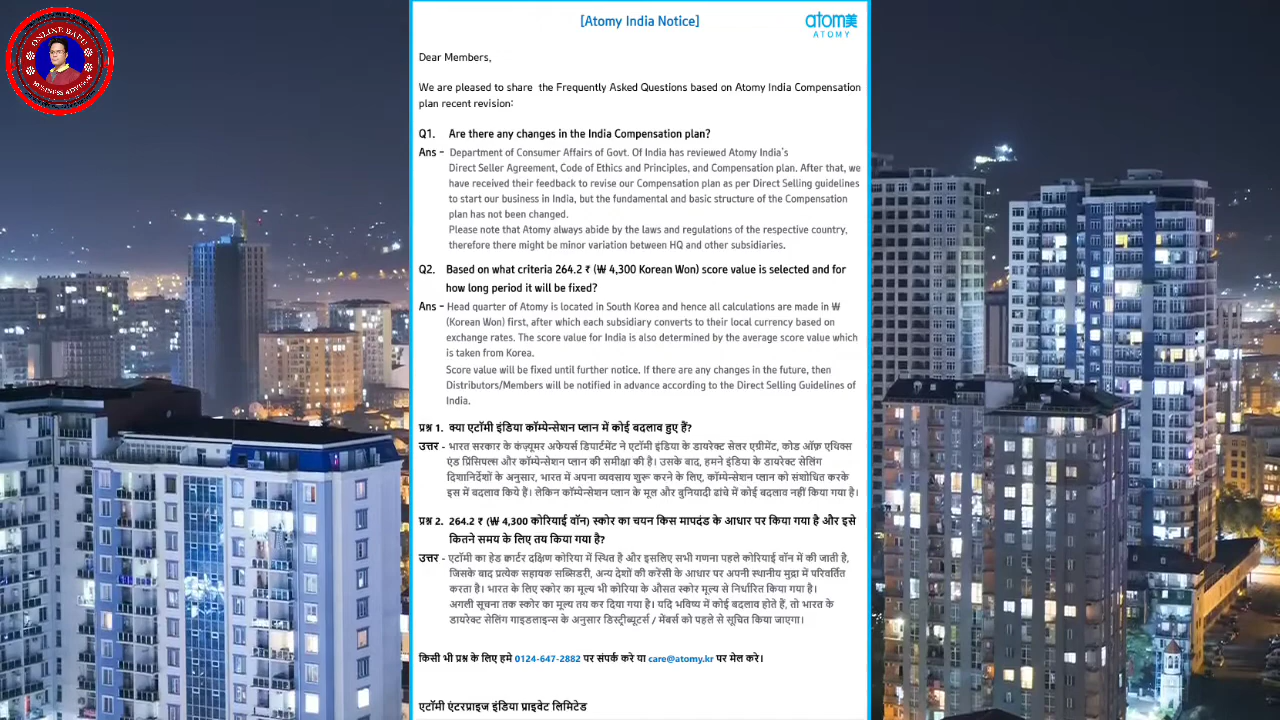 ONLINE BAPU
BUSINESS ADVISOR
[Atomy India Notice]
atom美
ATOMY
Dear Members,
We are pleased to share the Frequently Asked Questions based on Atomy India Compensation
plan recent revision:
Q1. Are there any changes in the India Compensation plan?
Ans - Department of Consumer Affairs of Govt. Of India has reviewed Atomy India's
Direct Seller Agreement, Code of Ethics and Principles, and Compensation plan. After that, we
have received their feedback to revise our Compensation plan as per Direct Selling guidelines
to start our business in India, but the fundamental and basic structure of the Compensation
plan has not been changed.
Please note that Atomy always abide by the laws and regulations of the respective country,
therefore there might be minor variation between HQ and other subsidiaries.
Q2. Based on what criteria 264.2 ₹ (₩ 4,300 Korean Won) score value is selected and for
how long period it will be fixed?
Ans - Head quarter of Atomy is located in South Korea and hence all calculations are made in ₩
(Korean Won) first, after which each subsidiary converts to their local currency based on
exchange rates. The score value for India is also determined by the average score value which
is taken from Korea.
Score value will be fixed until further notice. If there are any changes in the future, then
Distributors/Members will be notified in advance according to the Direct Selling Guidelines of
India.
प्रश्न 1. क्या एटॉमी इंडिया कॉम्पेन्सेशन प्लान में कोई बदलाव हुए हैं?
उत्तर - भारत सरकार के कंज़्यूमर अफेयर्स डिपार्टमेंट ने एटॉमी इंडिया के डायरेक्ट सेलर एग्रीमेंट, कोड ऑफ़ एथिक्स
एंड प्रिंसिपल्स और कॉम्पेन्सेशन प्लान की समीक्षा की है। उसके बाद, हमने इंडिया के डायरेक्ट सेलिंग
दिशानिर्देशों के अनुसार, भारत में अपना व्यवसाय शुरू करने के लिए, कॉम्पेन्सेशन प्लान को संशोधित करके
इस में बदलाव किये हैं। लेकिन कॉम्पेन्सेशन प्लान के मूल और बुनियादी ढांचे में कोई बदलाव नहीं किया गया है।
प्रश्न 2. 264.2 ₹ (₩ 4,300 कोरियाई वॉन) स्कोर का चयन किस मापदंड के आधार पर किया गया है और इसे
कितने समय के लिए तय किया गया है?
उत्तर - एटॉमी का हेड क्वार्टर दक्षिण कोरिया में स्थित है और इसलिए सभी गणना पहले कोरियाई वॉन में की जाती है,
जिसके बाद प्रत्येक सहायक सब्सिडरी, अन्य देशों की करेंसी के आधार पर अपनी स्थानीय मुद्रा में परिवर्तित
करता है। भारत के लिए स्कोर का मूल्य भी कोरिया के औसत स्कोर मूल्य से निर्धारित किया गया है।
अगली सूचना तक स्कोर का मूल्य तय कर दिया गया है। यदि भविष्य में कोई बदलाव होते हैं, तो भारत के
डायरेक्ट सेलिंग गाइडलाइन्स के अनुसार डिस्ट्रीब्यूटर्स / मेंबर्स को पहले से सूचित किया जाएगा।
किसी भी प्रश्न के लिए हमे 0124-647-2882 पर संपर्क करे या care@atomy.kr पर मेल करे।
एटॉमी एंटरप्राइज इंडिया प्राइवेट लिमिटेड